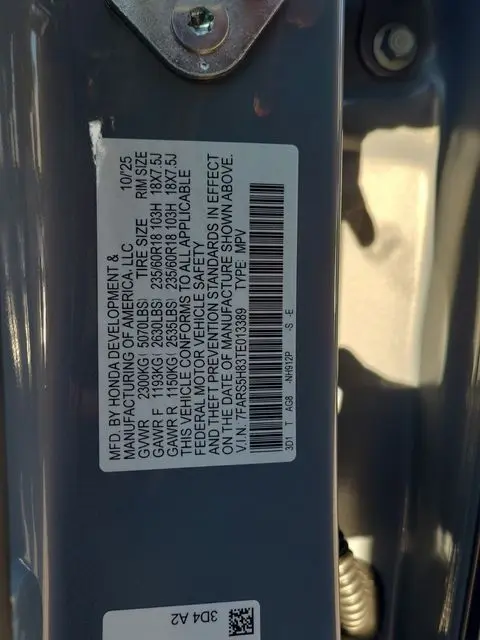 MFD. BY HONDA DEVELOPMENT &
MANUFACTURING OF AMERICA, LLC 10/'25
GVWR 2300KG ( 5070LBS) TIRE SIZE RIM SIZE
GAWR F 1193KG ( 2630LBS) 235/60R18 103H 18X7.5J
GAWR R 1150KG ( 2535LBS) 235/60R18 103H 18X7.5J
THIS VEHICLE CONFORMS TO ALL APPLICABLE
FEDERAL MOTOR VEHICLE SAFETY
AND THEFT PREVENTION STANDARDS IN EFFECT
ON THE DATE OF MANUFACTURE SHOWN ABOVE.
V.I.N. 7FARS5H83TE013389 TYPE: MPV
3D1 T AG8 -NH912P -S -E
3D4 A2